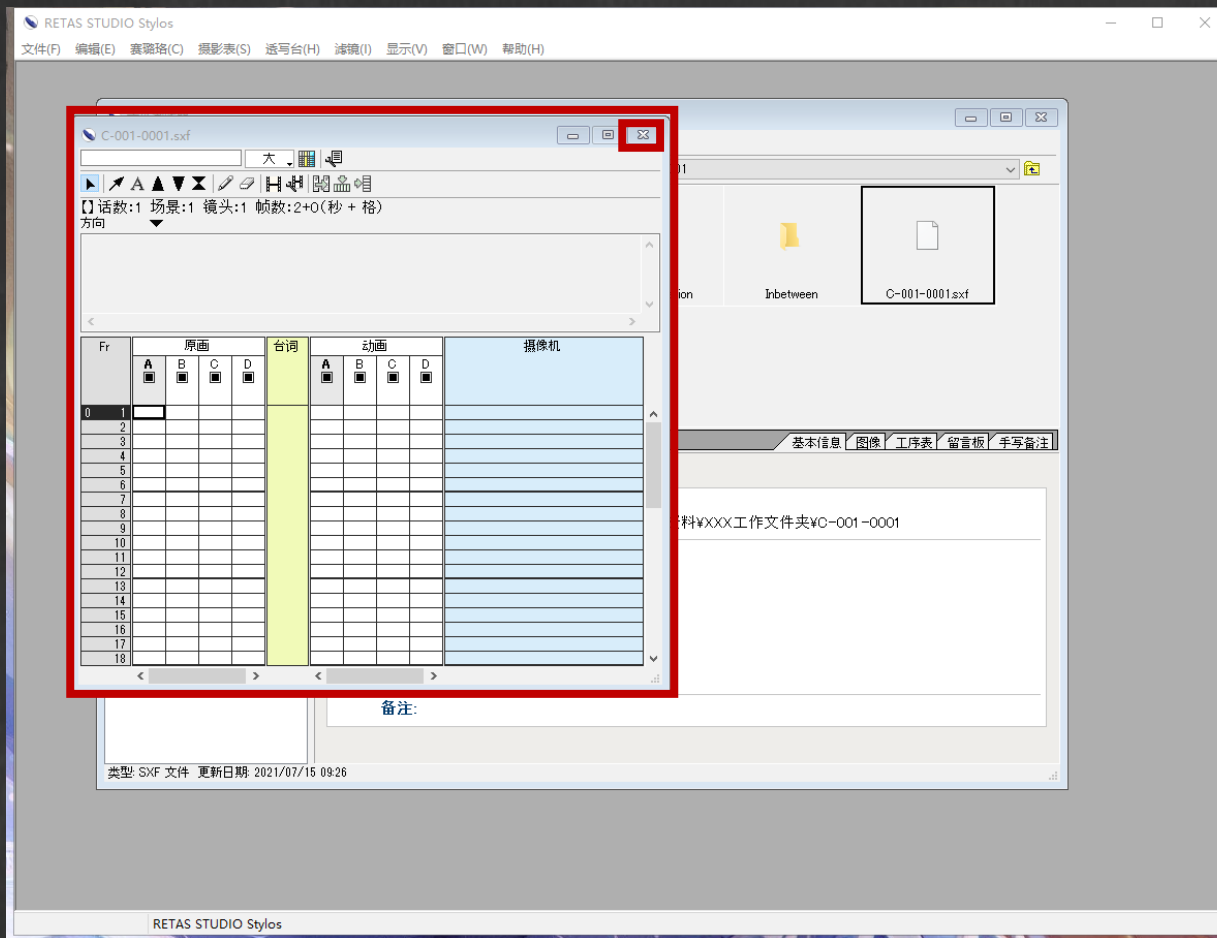 RETAS STUDIO Stylos
文件(F) 编辑(E) 赛璐珞(C) 摄影表(S) 透写台(H) 滤镜(I) 显示(V) 窗口(W) 帮助(H)
C-001-0001.sxf
大
【】话数:1 场景:1 镜头:1 帧数:2+0(秒 + 格)
方向
Fr 原画 台词 动画 摄像机
A B C D A B C D
0 1
2
3
4
5
6
7
8
9
10
11
12
13
14
15
16
17
18
Inbetween C-001-0001.sxf
基本信息 图像 工序表 留言板 手写备注
料¥XXX工作文件夹¥C-001-0001
备注:
类型: SXF 文件 更新日期: 2021/07/15 09:26
RETAS STUDIO Stylos